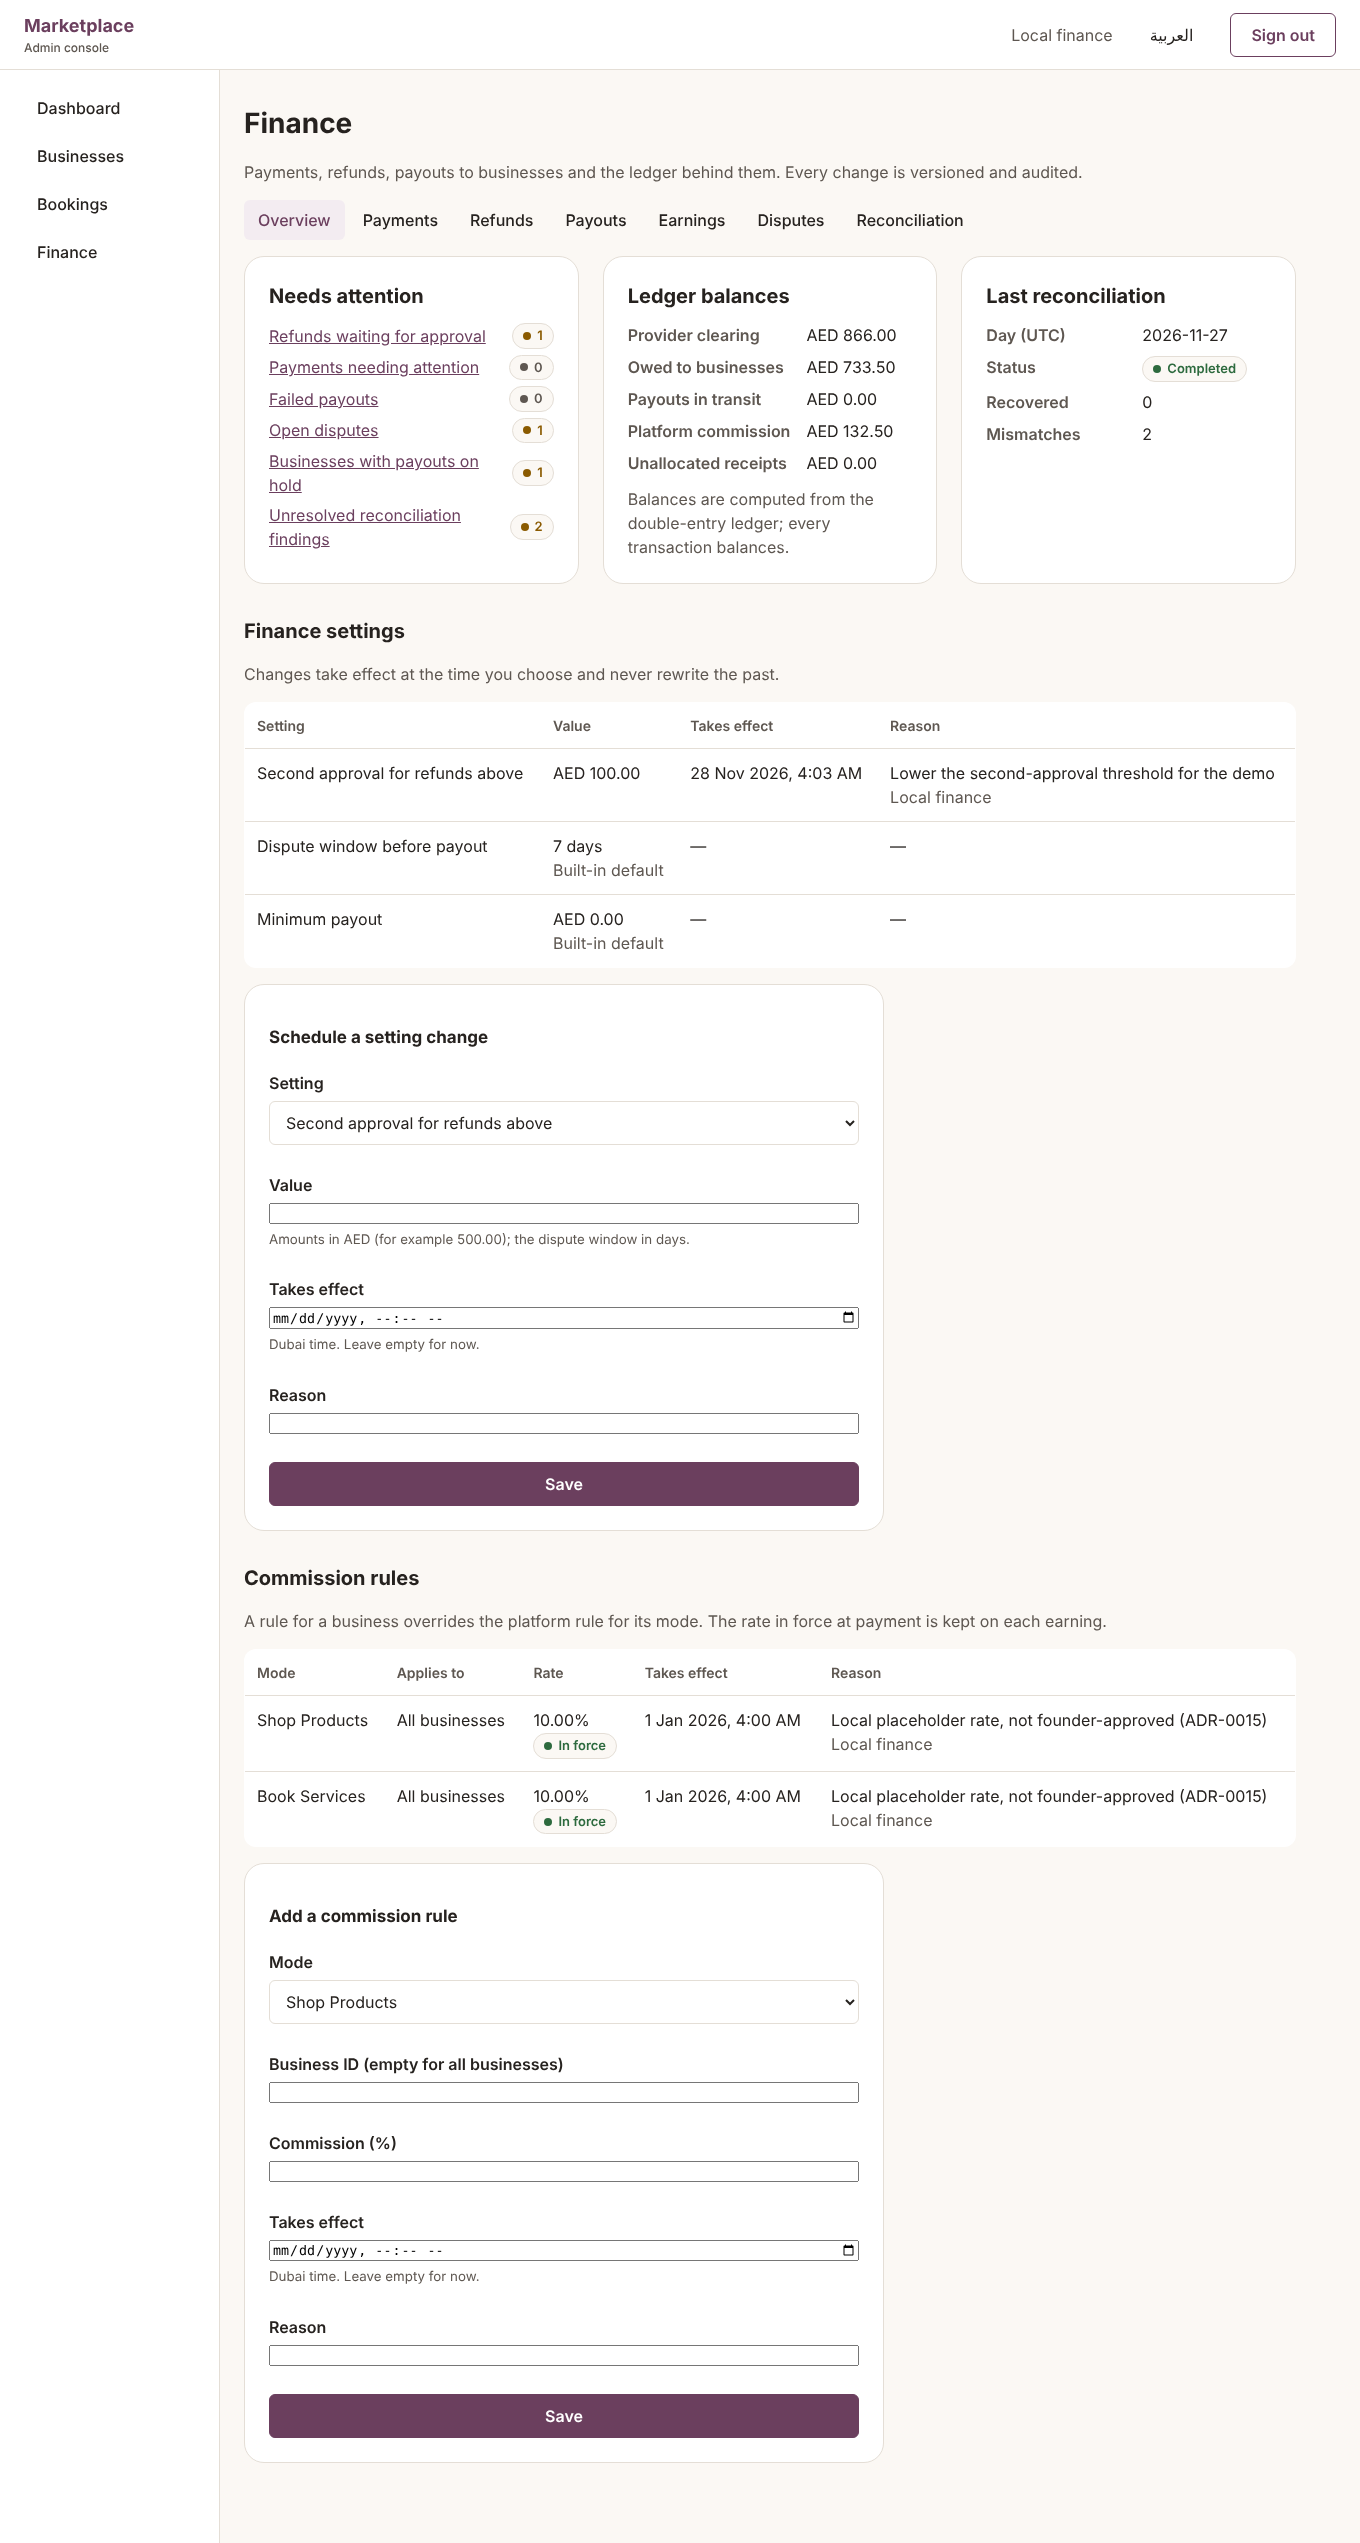 Marketplace
Admin console
Local finance
العربية
Sign out
Dashboard
Businesses
Bookings
Finance
Finance
Payments, refunds, payouts to businesses and the ledger behind them. Every change is versioned and audited.
Overview Payments Refunds Payouts Earnings Disputes Reconciliation
Needs attention
Refunds waiting for approval 1
Payments needing attention 0
Failed payouts 0
Open disputes 1
Businesses with payouts on
hold 1
Unresolved reconciliation
findings 2
Ledger balances
Provider clearing AED 866.00
Owed to businesses AED 733.50
Payouts in transit AED 0.00
Platform commission AED 132.50
Unallocated receipts AED 0.00
Balances are computed from the
double-entry ledger; every
transaction balances.
Last reconciliation
Day (UTC) 2026-11-27
Status Completed
Recovered 0
Mismatches 2
Finance settings
Changes take effect at the time you choose and never rewrite the past.
Setting Value Takes effect Reason
Second approval for refunds above AED 100.00 28 Nov 2026, 4:03 AM Lower the second-approval threshold for the demo
Local finance
Dispute window before payout 7 days — —
Built-in default
Minimum payout AED 0.00 — —
Built-in default
Schedule a setting change
Setting
Second approval for refunds above
Value
Amounts in AED (for example 500.00); the dispute window in days.
Takes effect
mm/dd/yyyy, --:-- --
Dubai time. Leave empty for now.
Reason
Save
Commission rules
A rule for a business overrides the platform rule for its mode. The rate in force at payment is kept on each earning.
Mode Applies to Rate Takes effect Reason
Shop Products All businesses 10.00% 1 Jan 2026, 4:00 AM Local placeholder rate, not founder-approved (ADR-0015)
In force Local finance
Book Services All businesses 10.00% 1 Jan 2026, 4:00 AM Local placeholder rate, not founder-approved (ADR-0015)
In force Local finance
Add a commission rule
Mode
Shop Products
Business ID (empty for all businesses)
Commission (%)
Takes effect
mm/dd/yyyy, --:-- --
Dubai time. Leave empty for now.
Reason
Save